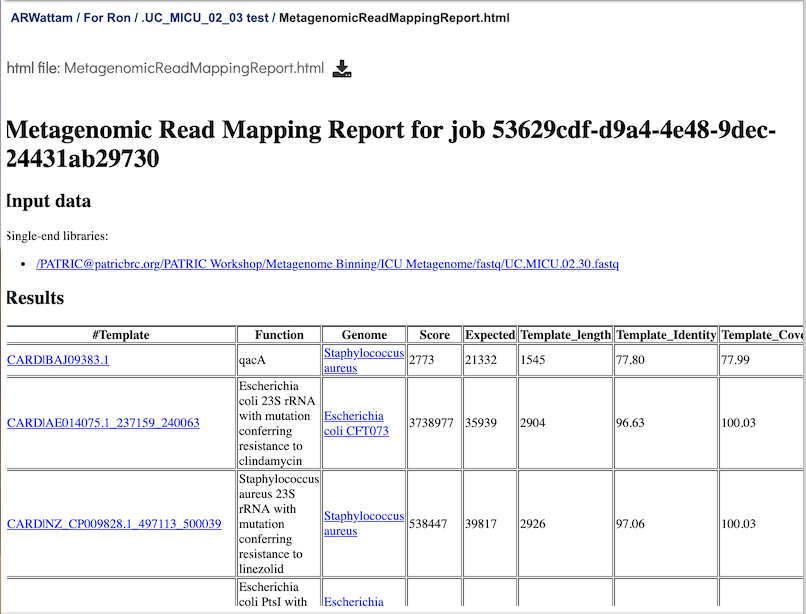 ARWattam / For Ron / .UC_MICU_02_03 test / MetagenomicReadMappingReport.html
html file: MetagenomicReadMappingReport.html
Metagenomic Read Mapping Report for job 53629cdf-d9a4-4e48-9dec-
24431ab29730
Input data
Single-end libraries:
• /PATRIC@patricbrc.org/PATRIC Workshop/Metagenome Binning/ICU Metagenome/fastq/UC.MICU.02.30.fastq
Results
#Template Function Genome Score Expected Template_length Template_Identity Template_Cove
CARD|BAJ09383.1 qacA Staphylococcus aureus 2773 21332 1545 77.80 77.99
CARD|AE014075.1_237159_240063 Escherichia coli 23S rRNA with mutation conferring resistance to clindamycin Escherichia coli CFT073 3738977 35939 2904 96.63 100.03
CARD|NZ_CP009828.1_497113_500039 Staphylococcus aureus 23S rRNA with mutation conferring resistance to linezolid Staphylococcus aureus 538447 39817 2926 97.06 100.03
Escherichia coli PtsI with Escherichia